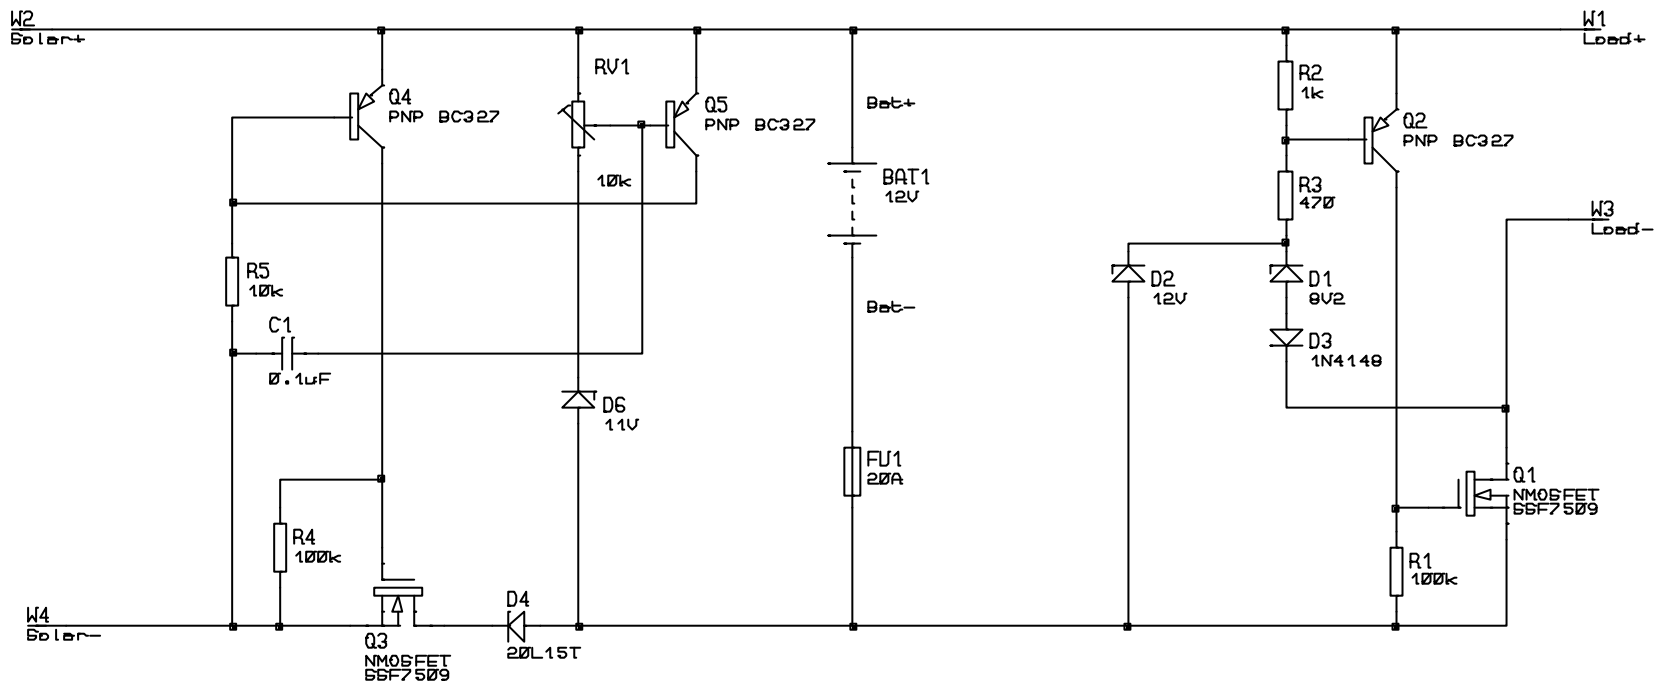 W2
Solar+
W1
Load+
RV1
10k
Q4
PNP BC327
Q5
PNP BC327
Bat+
BAT1
12V
Bat-
FU1
20A
R2
1k
Q2
PNP BC327
R3
470
W3
Load-
R5
10k
C1
0.1uF
D2
12V
D1
8V2
D3
1N4148
D6
11V
Q1
NMOSFET
SSF7509
R4
100k
R1
100k
W4
Solar-
D4
20L15T
Q3
NMOSFET
SSF7509